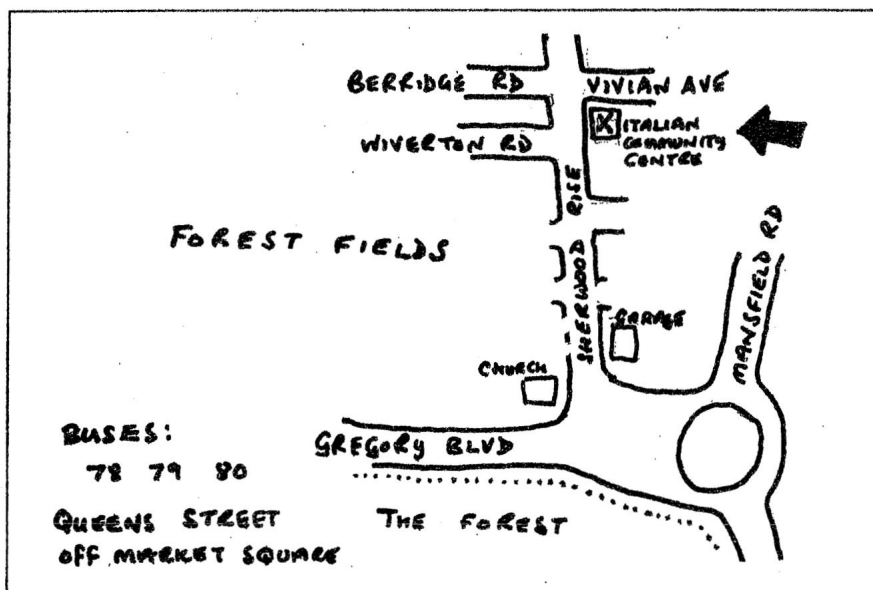 BERRIDGE RD
VIVIAN AVE
X
ITALIAN
COMMUNITY
CENTRE
WIVERTON RD
FOREST FIELDS
SHERWOOD RISE
MANSFIELD RD
GARAGE
CHURCH
GREGORY BLVD
BUSES:
78 79 80
QUEENS STREET
OFF MARKET SQUARE
THE FOREST